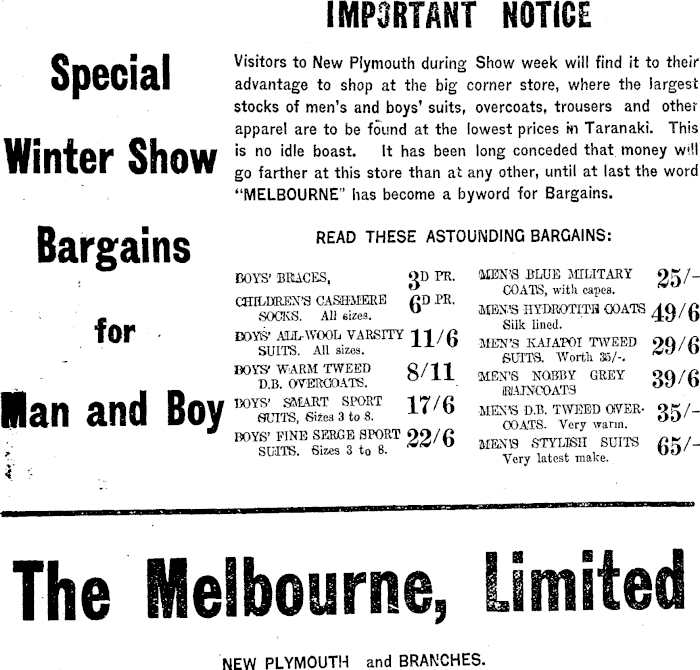 IMPORTANT NOTICE
Special
Winter Show
Bargains
for
Man and Boy
Visitors to New Plymouth during Show week will find it to their
advantage to shop at the big corner store, where the largest
stocks of men's and boys' suits, overcoats, trousers and other
apparel are to be found at the lowest prices in Taranaki. This
is no idle boast. It has been long conceded that money will
go farther at this store than at any other, until at last the word
"MELBOURNE" has become a byword for Bargains.
READ THESE ASTOUNDING BARGAINS:
BOYS' BRACES, 3D PR.
CHILDREN'S CASHMERE 6D PR.
SOCKS. All sizes.
BOYS' ALL-WOOL VARSITY 11/6
SUITS. All sizes.
BOYS' WARM TWEED 8/11
D.B. OVERCOATS.
BOYS' SMART SPORT 17/6
SUITS, Sizes 3 to 8.
BOYS' FINE SERGE SPORT 22/6
SUITS. Sizes 3 to 8.
MEN'S BLUE MILITARY 25/-
COATS, with capes.
MEN'S HYDROTITE COATS 49/6
Silk lined.
MEN'S KAIAPOI TWEED 29/6
SUITS. Worth 35/-.
MEN'S NOBBY GREY 39/6
RAINCOATS
MEN'S D.B. TWEED OVER- 35/-
COATS. Very warm.
MEN'S STYLISH SUITS 65/-
Very latest make.
The Melbourne, Limited
NEW PLYMOUTH and BRANCHES.